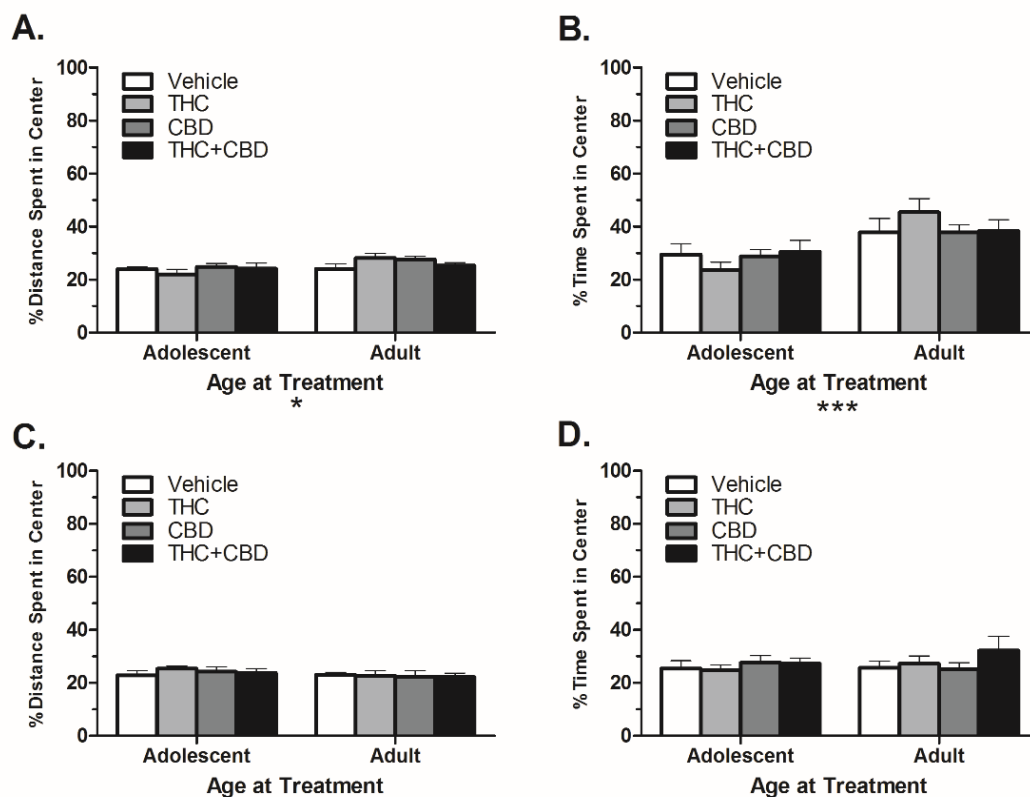 A.
%Distance Spent in Center
100
80
60
40
20
0
Vehicle
THC
CBD
THC+CBD
Adolescent
Adult
Age at Treatment
*
B.
%Time Spent in Center
100
80
60
40
20
0
Vehicle
THC
CBD
THC+CBD
Adolescent
Adult
Age at Treatment
***
C.
%Distance Spent in Center
100
80
60
40
20
0
Vehicle
THC
CBD
THC+CBD
Adolescent
Adult
Age at Treatment
D.
%Time Spent in Center
100
80
60
40
20
0
Vehicle
THC
CBD
THC+CBD
Adolescent
Adult
Age at Treatment